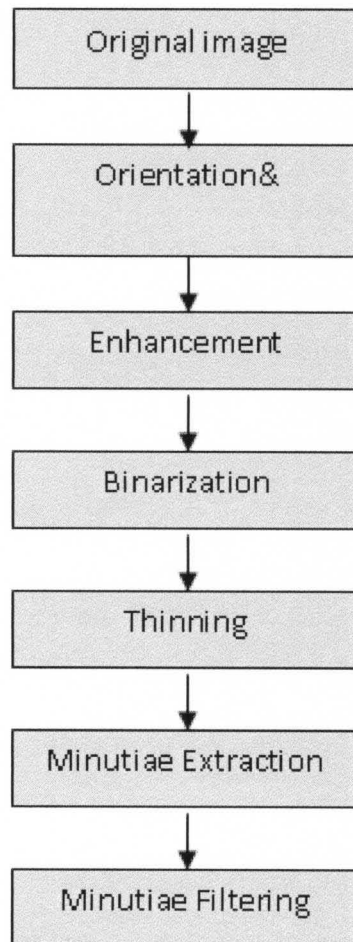 Original image
Orientation&
Enhancement
Binarization
Thinning
Minutiae Extraction
Minutiae Filtering